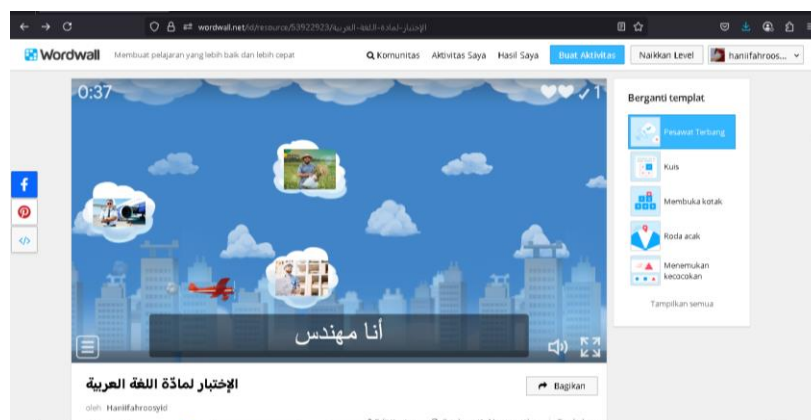 wordwall.net/id/resource/53922923/الإختبار-لمادة-اللغة-العربية
Wordwall Membuat pelajaran yang lebih baik dan lebih cepat Komunitas Aktivitas Saya Hasil Saya Buat Aktivitas Naikkan Level haniifahroos...
0:37 1
أنا مهندس
Berganti templat
Pesawat Terbang
Kuis
Membuka kotak
Roda acak
Menemukan
kecocokan
Tampilkan semua
الإختبار لمادّة اللغة العربية
Bagikan
oleh Haniifahroosyid